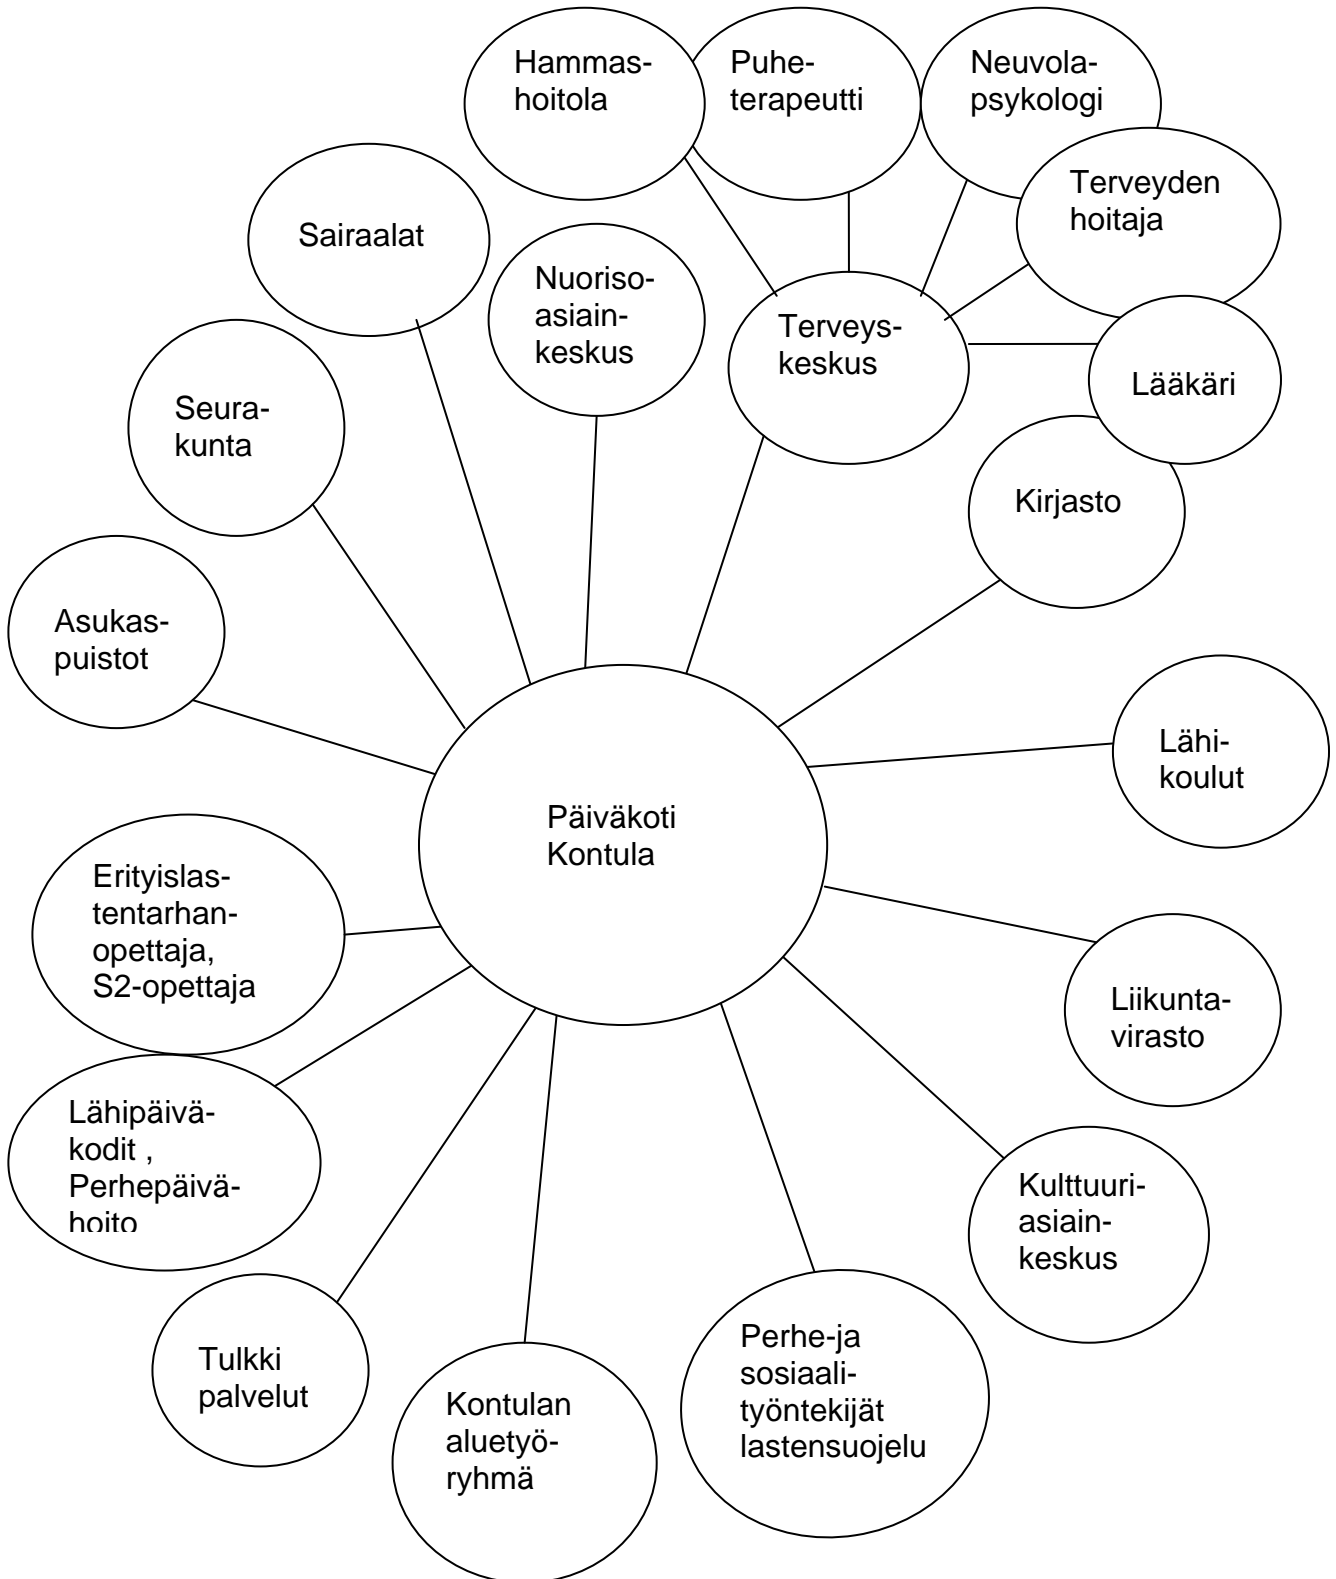 Hammas-
hoitola
Puhe-
terapeutti
Neuvola-
psykologi
Terveyden
hoitaja
Sairaalat
Nuoriso-
asiain-
keskus
Terveys-
keskus
Lääkäri
Seura-
kunta
Kirjasto
Asukas-
puistot
Lähi-
koulut
Päiväkoti
Kontula
Erityislas-
tentarhan-
opettaja,
S2-opettaja
Liikunta-
virasto
Lähipäivä-
kodit ,
Perhepäivä-
hoito
Kulttuuri-
asiain-
keskus
Tulkki
palvelut
Kontulan
aluetyö-
ryhmä
Perhe-ja
sosiaali-
työntekijät
lastensuojelu